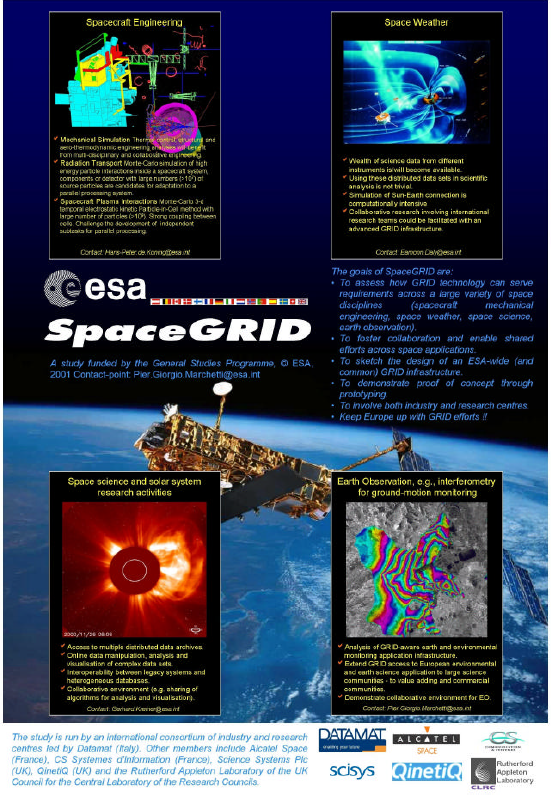 Spacecraft Engineering
Mechanical Simulation Thermal control, structural and
aero-thermodynamic engineering analyses will benefit
from multi-disciplinary and collaborative engineering.
Radiation Transport Monte-Carlo simulation of high
energy particle interactions inside a spacecraft system,
components or detector with large numbers
source particles are candidates for adaptation to a
parallel processing system.
Spacecraft Plasma Interactions Monte-Carlo 3-d
temporal electrostatic kinetic Particle-in-Cell method with
large number of particles Strong coupling between
cells. Challenge the development of independent
subtasks for parallel processing.
Contact: Hans-Peter.de.Koning@esa.int
Space Weather
Wealth of science data from different
instruments is/will become available.
Using these distributed data sets in scientific
analysis is not trivial.
Simulation of Sun-Earth connection is
computationally intensive
Collaborative research involving international
research teams could be facilitated with an
advanced GRID infrastructure.
Contact: Eamonn.Daly@esa.int
esa
SpaceGRID
A study funded by the General Studies Programme, © ESA,
2001 Contact-point: Pier.Giorgio.Marchetti@esa.int
The goals of SpaceGRID are:
• To assess how GRID technology can serve
requirements across a large variety of space
disciplines (spacecraft mechanical
engineering, space weather, space science,
earth observation).
• To foster collaboration and enable shared
efforts across space applications.
• To sketch the design of an ESA-wide (and
common) GRID infrastructure.
• To demonstrate proof of concept through
prototyping
• To involve both industry and research centres.
• Keep Europe up with GRID efforts !!
Space science and solar system
research activities
Access to multiple distributed data archives.
Online data manipulation, analysis and
visualisation of complex data sets.
Interoperability between legacy systems and
heterogeneous databases.
Collaborative environment (e.g. sharing of
algorithms for analysis and visualisation).
Contact: Gerhard.Kreiner@esa.int
Earth Observation, e.g., interferometry
for ground-motion monitoring
Analysis of GRID-aware earth and environmental
monitoring application infrastructure.
Extend GRID access to European environmental
and earth science application to large science
communities - to value adding and commercial
communities.
Demonstrate collaborative environment for EO.
Contact: Pier.Giorgio.Marchetti@esa.int
The study is run by an international consortium of industry and research
centres led by Datamat (Italy). Other members include Alcatel Space
(France), CS Systemes d'Information (France), Science Systems Plc
(UK), QinetiQ (UK) and the Rutherford Appleton Laboratory of the UK
Council for the Central Laboratory of the Research Councils.
DATAMAT
ALCATEL
SPACE
CS
scisys
QinetiQ
CLRC
Rutherford
Appleton
Laboratory